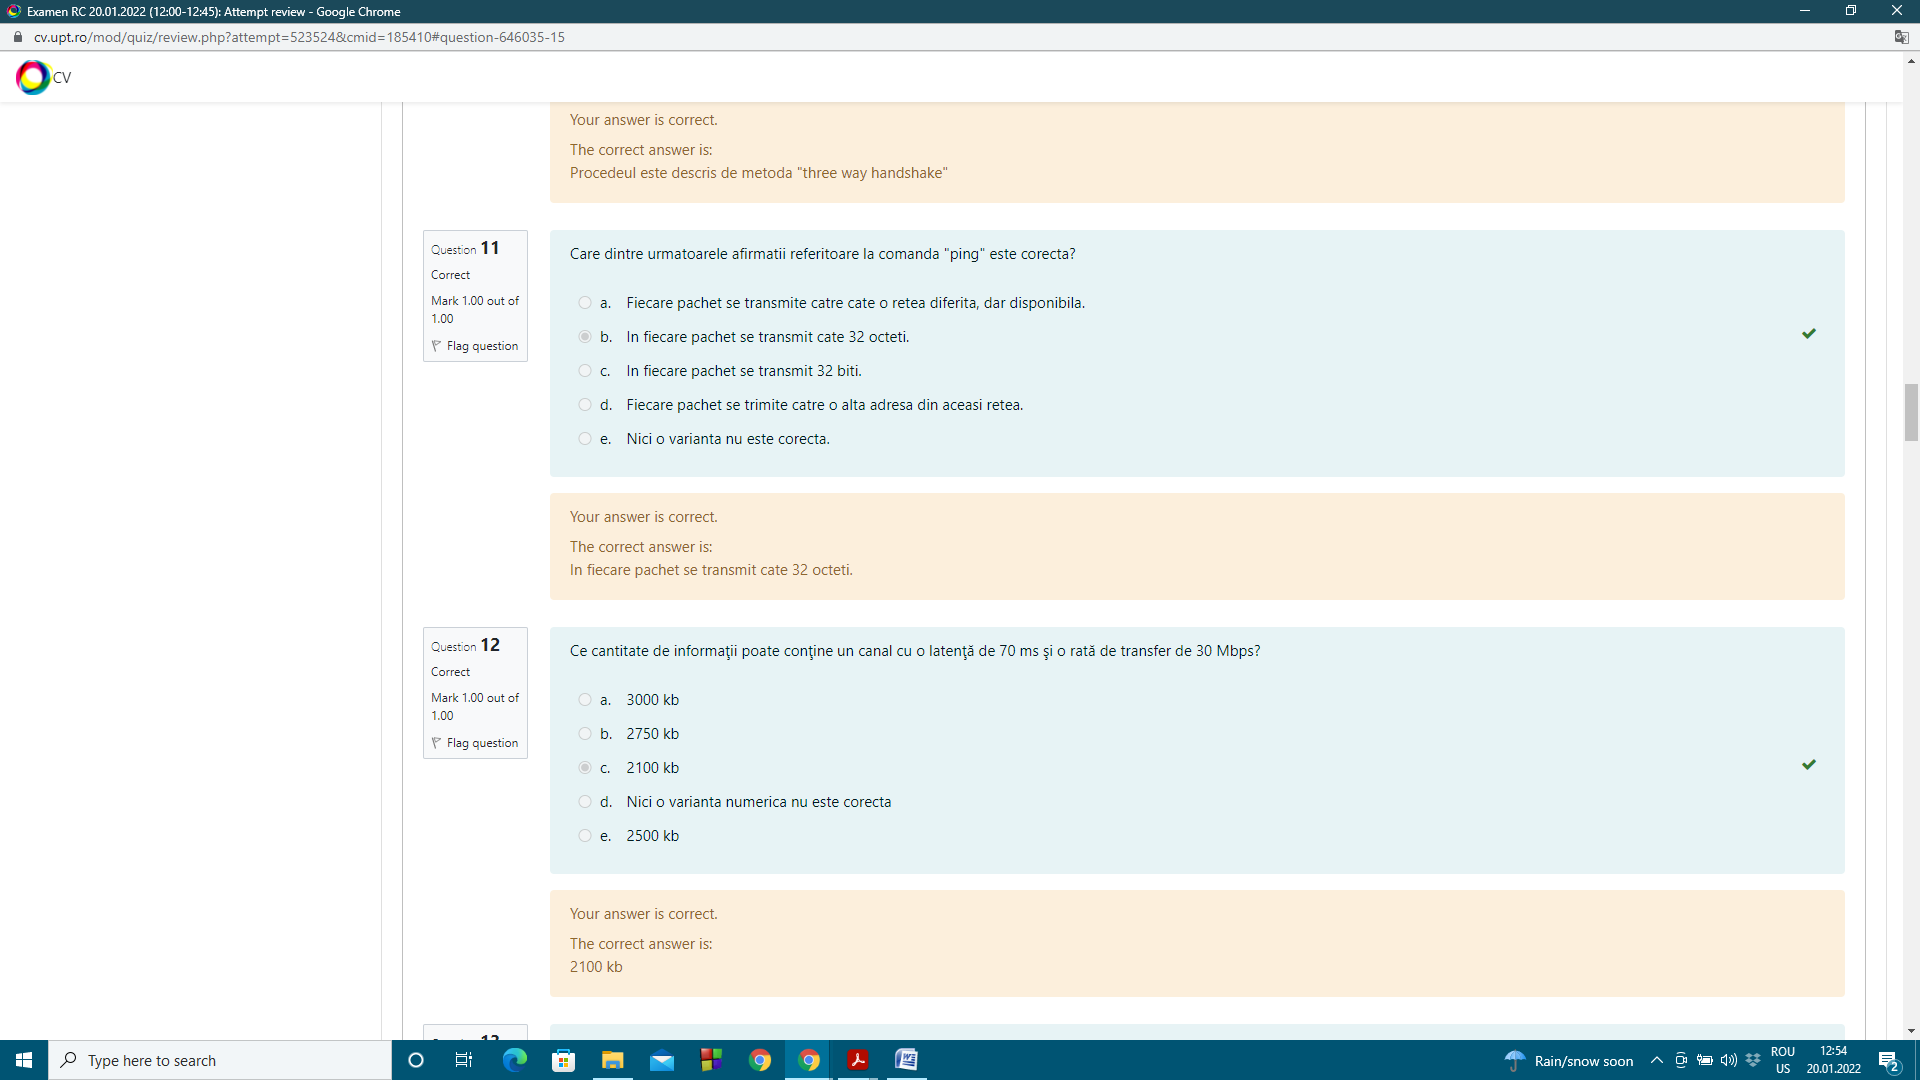 Examen RC 20.01.2022 (12:00-12:45): Attempt review - Google Chrome
cv.upt.ro/mod/quiz/review.php?attempt=523524&cmid=185410#question-646035-15
CV
Your answer is correct.
The correct answer is:
Procedeul este descris de metoda "three way handshake"
Question 11
Correct
Mark 1.00 out of
1.00
Flag question
Care dintre urmatoarele afirmatii referitoare la comanda "ping" este corecta?
a. Fiecare pachet se transmite catre cate o retea diferita, dar disponibila.
b. In fiecare pachet se transmit cate 32 octeti.
c. In fiecare pachet se transmit 32 biti.
d. Fiecare pachet se trimite catre o alta adresa din aceasi retea.
e. Nici o varianta nu este corecta.
Your answer is correct.
The correct answer is:
In fiecare pachet se transmit cate 32 octeti.
Question 12
Correct
Mark 1.00 out of
1.00
Flag question
Ce cantitate de informaţii poate conţine un canal cu o latenţă de 70 ms şi o rată de transfer de 30 Mbps?
a. 3000 kb
b. 2750 kb
c. 2100 kb
d. Nici o varianta numerica nu este corecta
e. 2500 kb
Your answer is correct.
The correct answer is:
2100 kb
Type here to search
Rain/snow soon
ROU
US
12:54
20.01.2022
2